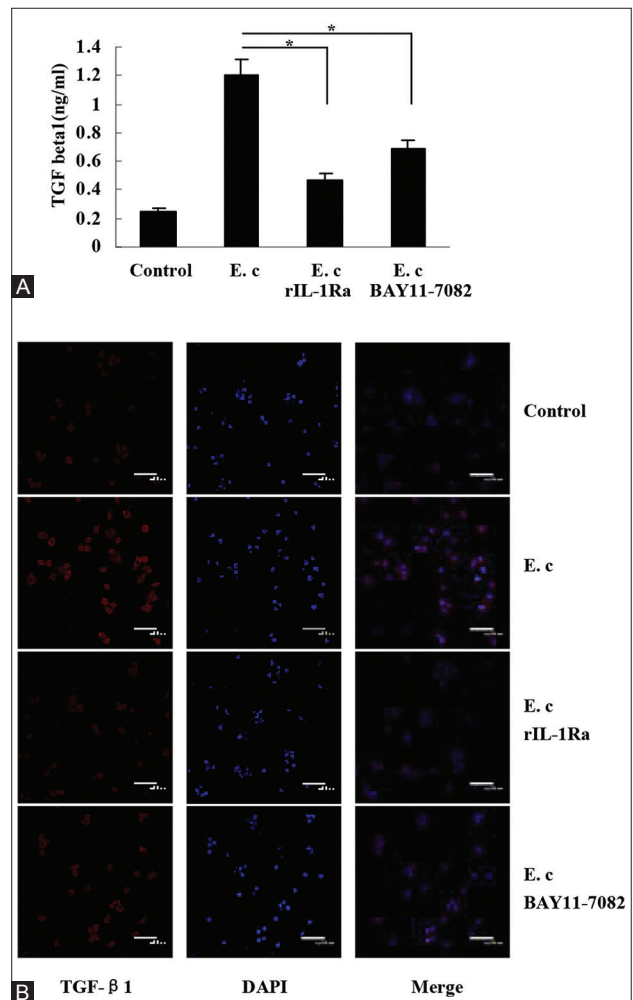 *
*
1.4
1.2
1
0.8
0.6
0.4
0.2
0
TGF beta1(ng/ml)
Control
E. c
E. c
rIL-1Ra
E. c
BAY11-7082
A
Control
E. c
E. c
rIL-1Ra
E. c
BAY11-7082
TGF-β1
DAPI
Merge
B